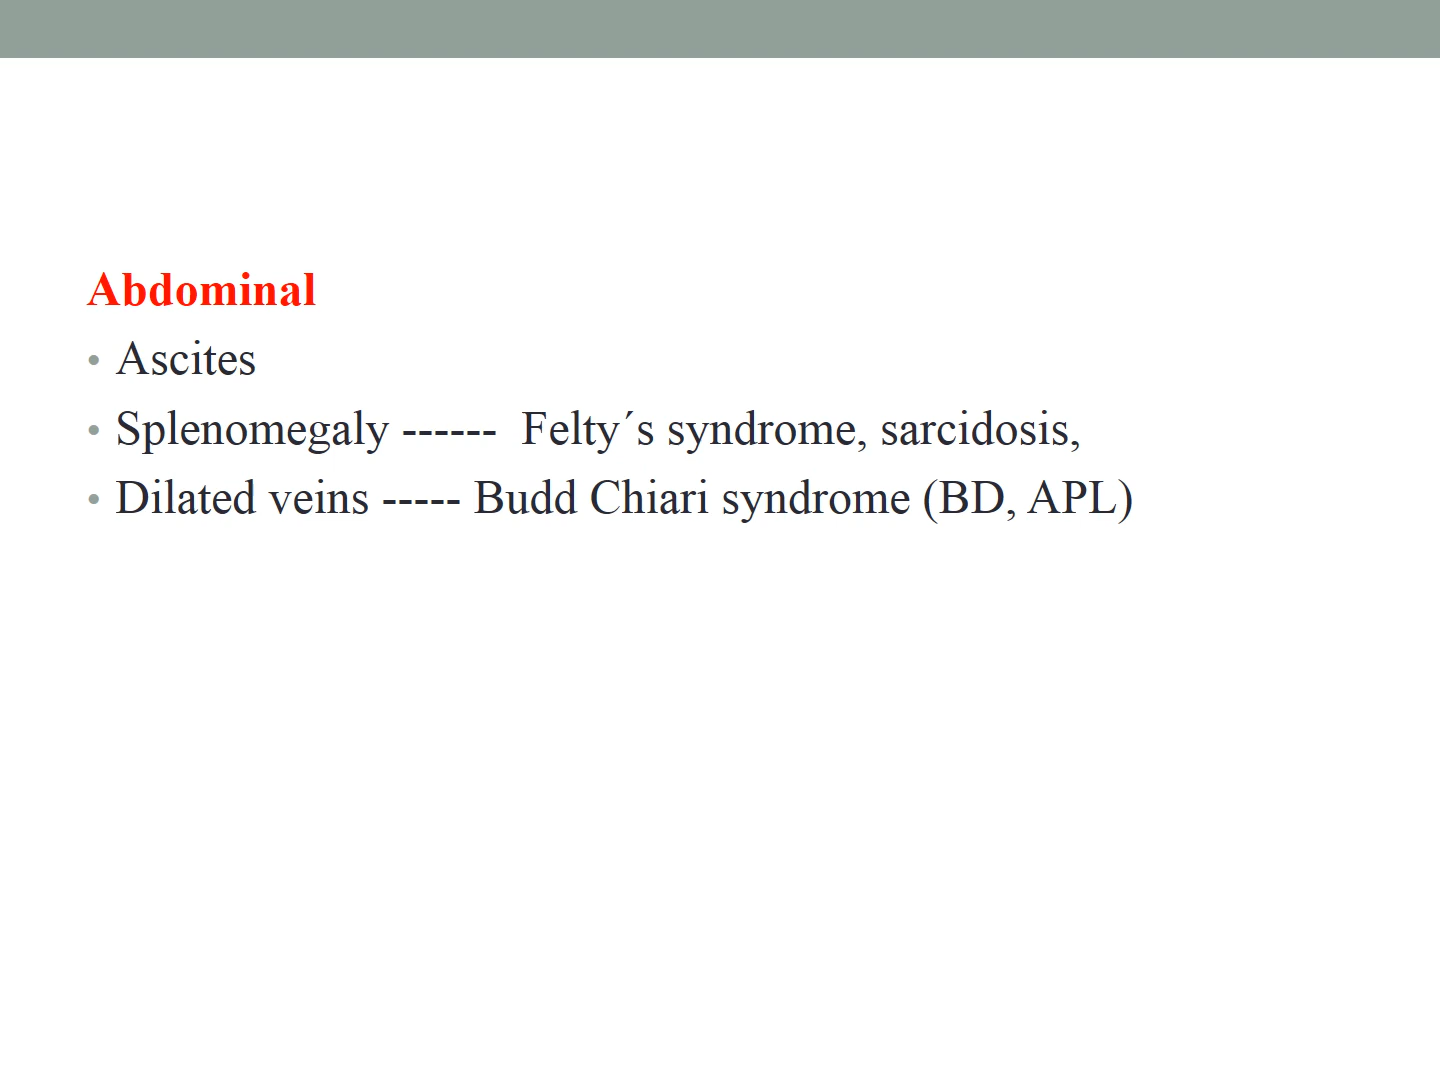 Abdominal
• Ascites
• Splenomegaly ------  Felty´s syndrome, sarcidosis,
• Dilated veins ----- Budd Chiari syndrome (BD, APL)